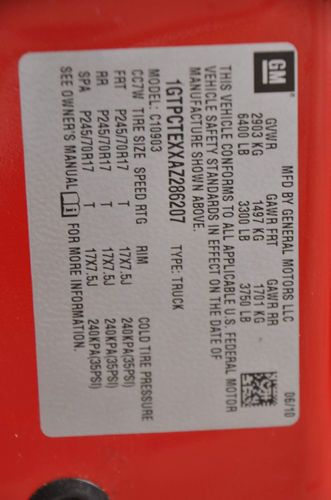 GM
MFD BY GENERAL MOTORS LLC 06/10
GVWR GAWR FRT GAWR RR
2903 KG 1497 KG 1701 KG
6400 LB 3300 LB 3750 LB
THIS VEHICLE CONFORMS TO ALL APPLICABLE U.S. FEDERAL MOTOR
VEHICLE SAFETY STANDARDS IN EFFECT ON THE DATE OF
MANUFACTURE SHOWN ABOVE.
1GTPCTEXXAZ286207 TYPE: TRUCK
MODEL: C10903
CC7W TIRE SIZE SPEED RTG RIM COLD TIRE PRESSURE
FRT P245/70R17 T 17X7.5J 240KPA(35PSI)
RR P245/70R17 T 17X7.5J 240KPA(35PSI)
SPA P245/70R17 T 17X7.5J 240KPA(35PSI)
SEE OWNER'S MANUAL FOR MORE INFORMATION.